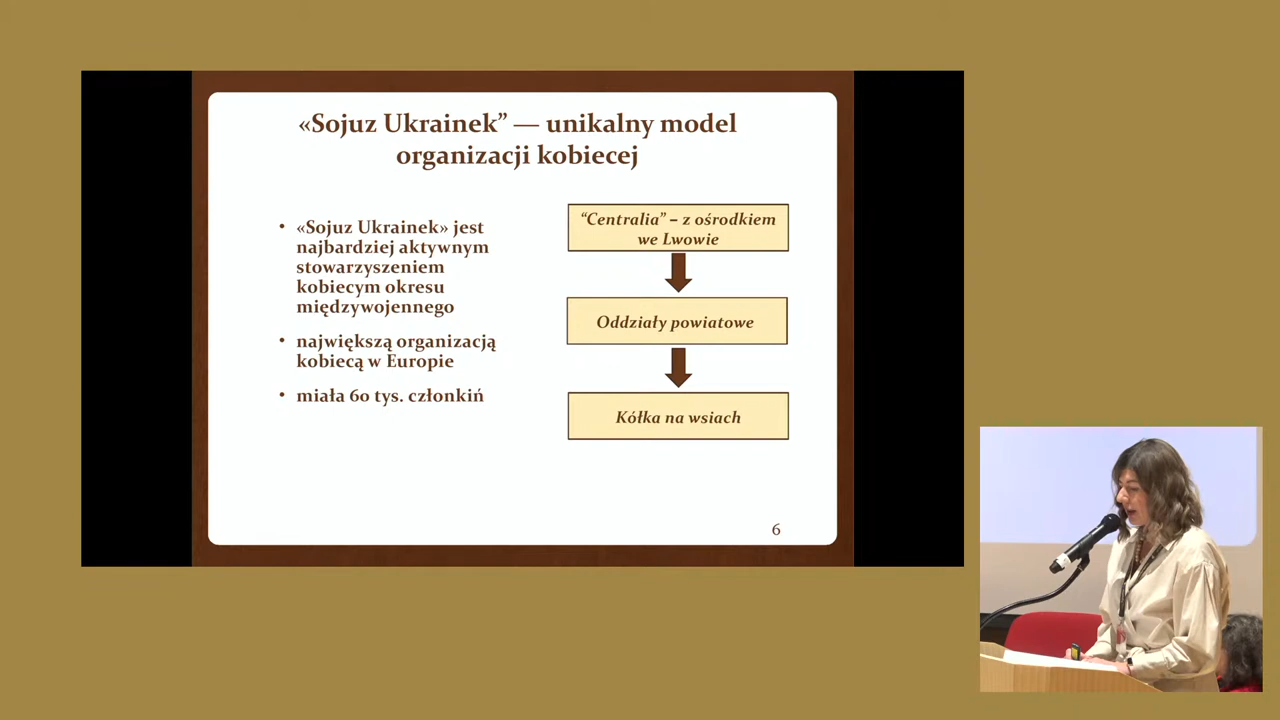 «Sojuz Ukrainek” — unikalny model
organizacji kobiecej
• «Sojuz Ukrainek» jest
najbardziej aktywnym
stowarzyszeniem
kobiecym okresu
międzywojennego
• największą organizacją
kobiecą w Europie
• miała 60 tys. członkiń
“Centralia” – z ośrodkiem
we Lwowie
Oddziały powiatowe
Kółka na wsiach
6